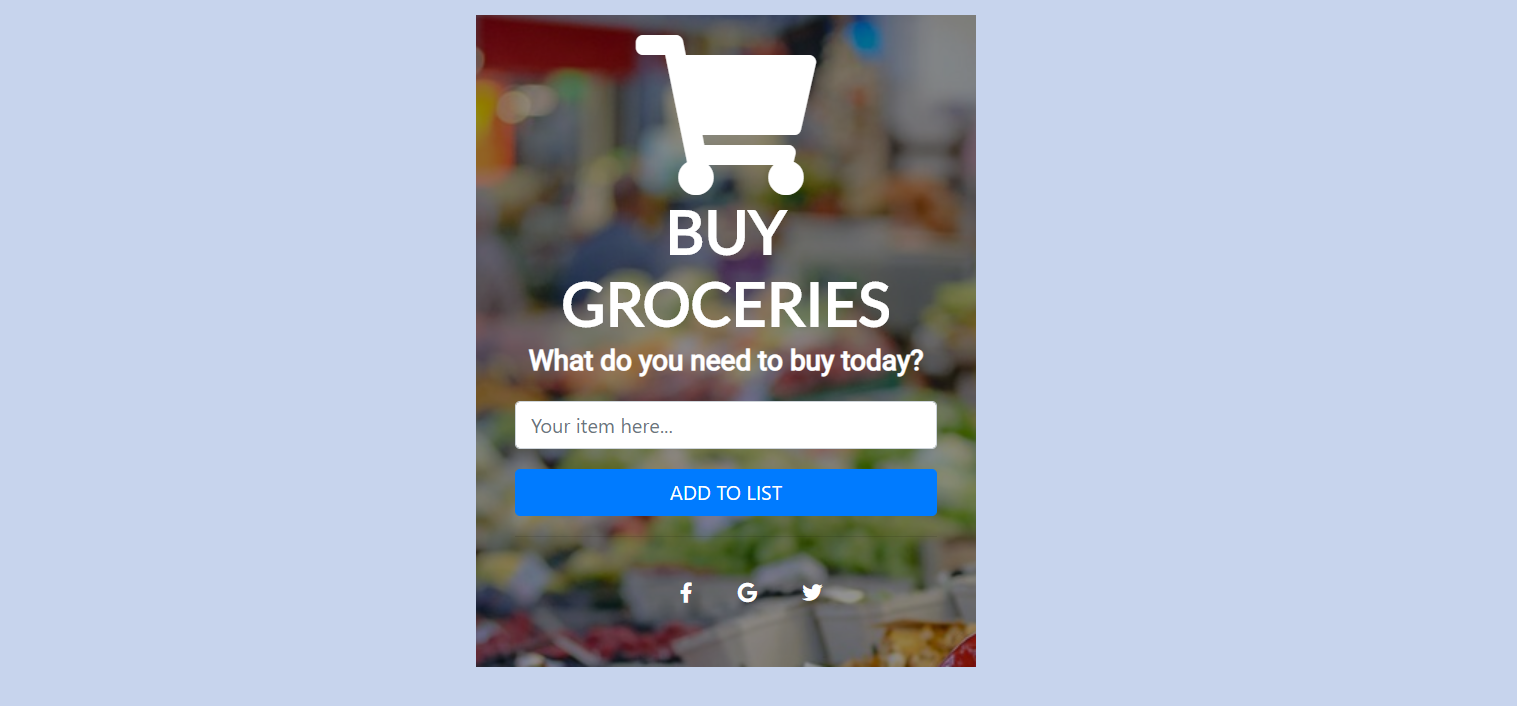 BUY
GROCERIES
What do you need to buy today?
Your item here...
ADD TO LIST